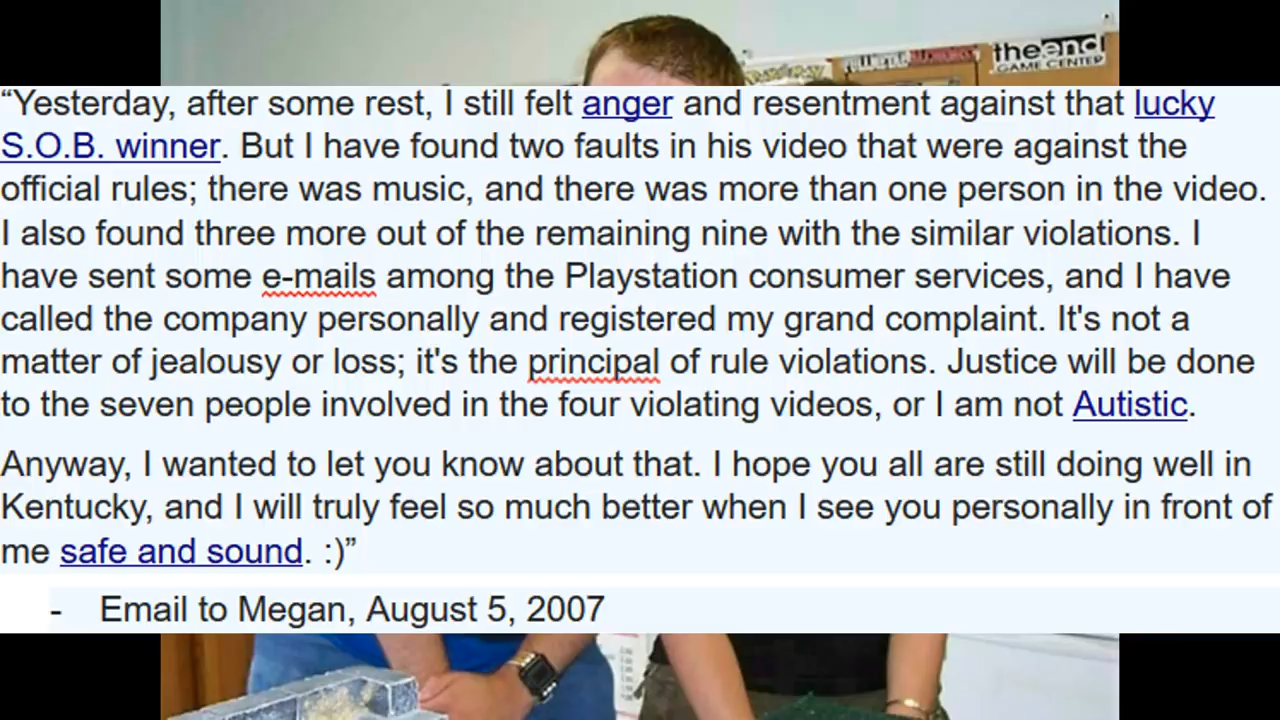 theend
GAME CENTER
“Yesterday, after some rest, I still felt anger and resentment against that lucky
S.O.B. winner. But I have found two faults in his video that were against the
official rules; there was music, and there was more than one person in the video.
I also found three more out of the remaining nine with the similar violations. I
have sent some e-mails among the Playstation consumer services, and I have
called the company personally and registered my grand complaint. It's not a
matter of jealousy or loss; it's the principal of rule violations. Justice will be done
to the seven people involved in the four violating videos, or I am not Autistic.
Anyway, I wanted to let you know about that. I hope you all are still doing well in
Kentucky, and I will truly feel so much better when I see you personally in front of
me safe and sound. :)”
- Email to Megan, August 5, 2007